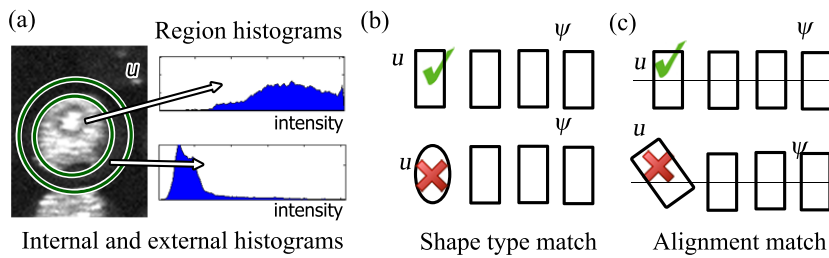 (a)
Region histograms
u
intensity
intensity
Internal and external histograms
(b)
ψ
u
ψ
u
Shape type match
(c)
ψ
u
ψ
u
Alignment match